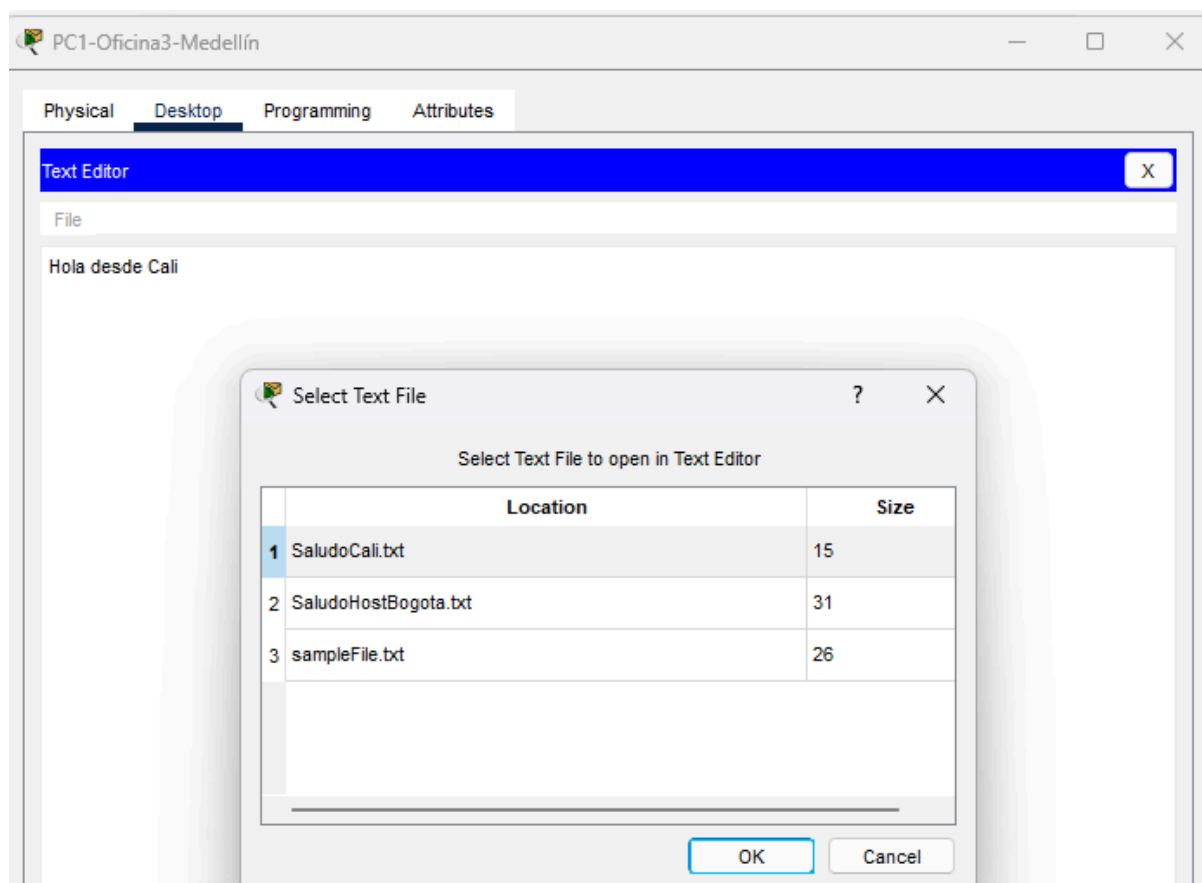 PC1-Oficina3-Medellín
Physical Desktop Programming Attributes
Text Editor X
File
Hola desde Cali
Select Text File ?
Select Text File to open in Text Editor
Location Size
1 SaludoCali.txt 15
2 SaludoHostBogota.txt 31
3 sampleFile.txt 26
OK Cancel